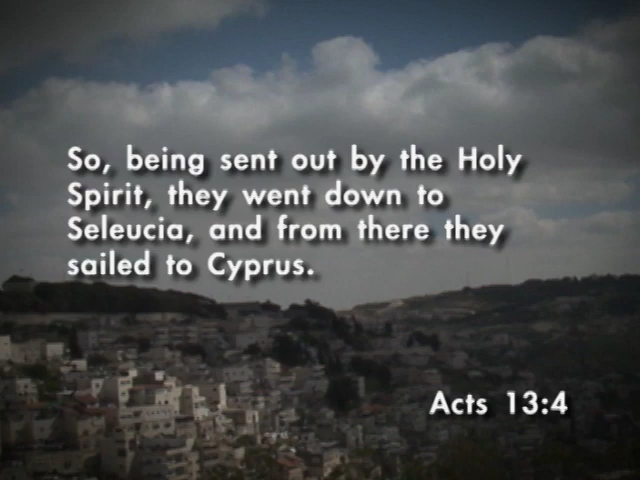 So, being sent out by the Holy
Spirit, they went down to
Seleucia, and from there they
sailed to Cyprus.
Acts 13:4